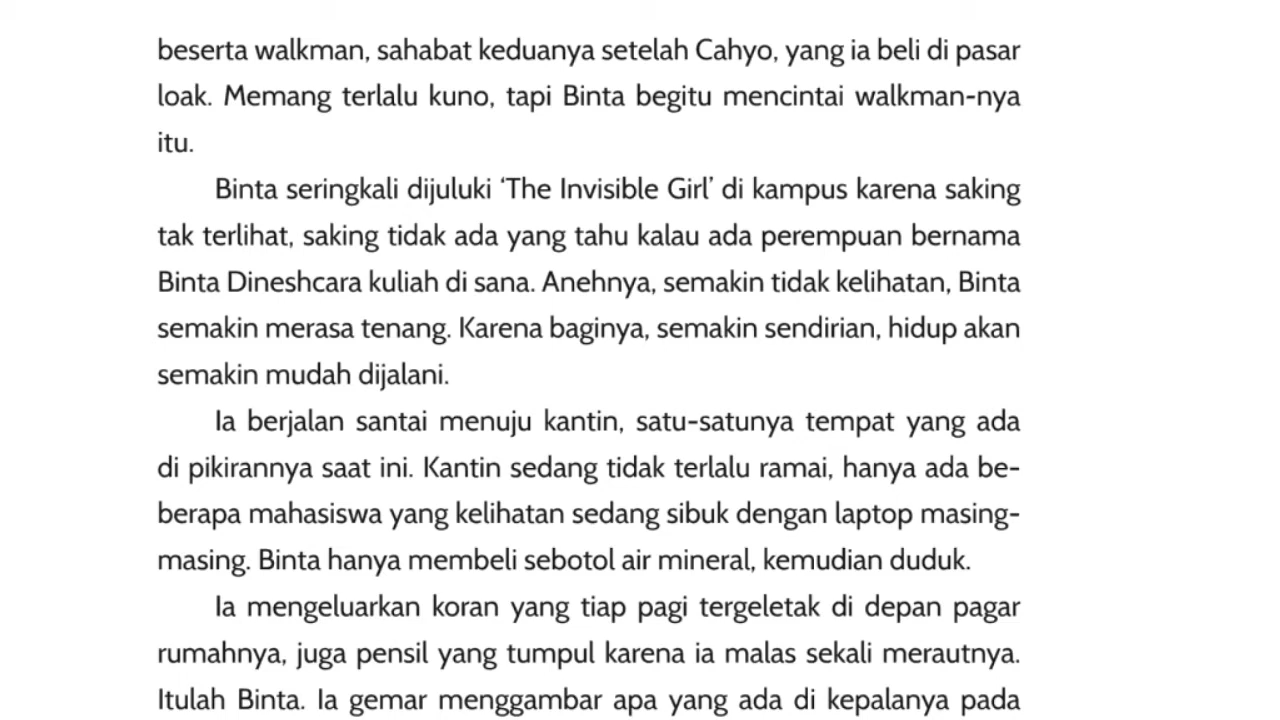 beserta walkman, sahabat keduanya setelah Cahyo, yang ia beli di pasar
loak. Memang terlalu kuno, tapi Binta begitu mencintai walkman-nya
itu.
Binta seringkali dijuluki ‘The Invisible Girl’ di kampus karena saking
tak terlihat, saking tidak ada yang tahu kalau ada perempuan bernama
Binta Dineshcara kuliah di sana. Anehnya, semakin tidak kelihatan, Binta
semakin merasa tenang. Karena baginya, semakin sendirian, hidup akan
semakin mudah dijalani.
Ia berjalan santai menuju kantin, satu-satunya tempat yang ada
di pikirannya saat ini. Kantin sedang tidak terlalu ramai, hanya ada be-
berapa mahasiswa yang kelihatan sedang sibuk dengan laptop masing-
masing. Binta hanya membeli sebotol air mineral, kemudian duduk.
Ia mengeluarkan koran yang tiap pagi tergeletak di depan pagar
rumahnya, juga pensil yang tumpul karena ia malas sekali merautnya.
Itulah Binta. Ia gemar menggambar apa yang ada di kepalanya pada